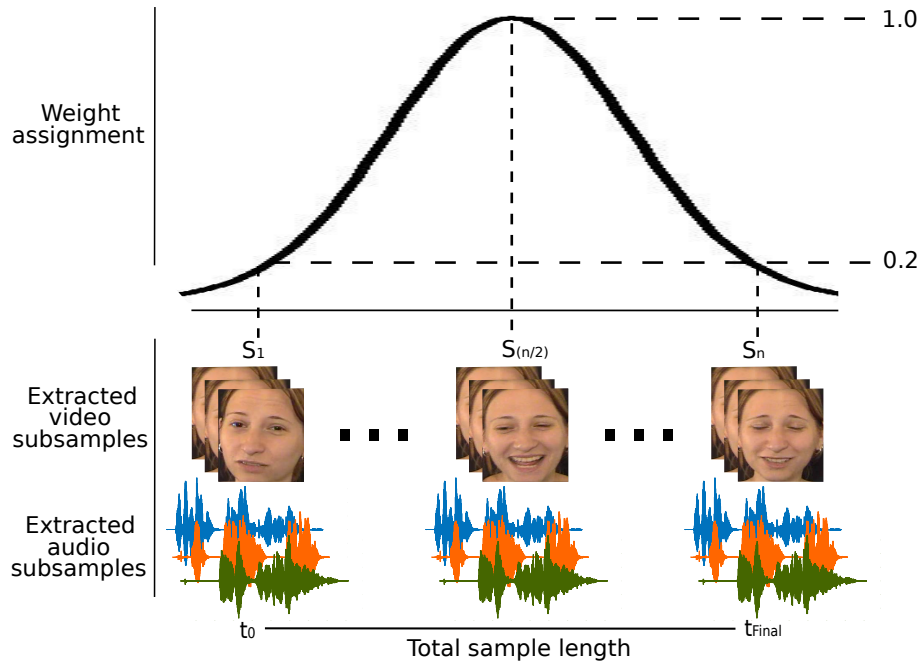 1.0
Weight
assignment
0.2
S1
S(n/2)
Sn
Extracted
video
subsamples
Extracted
audio
subsamples
t0
tFinal
Total sample length